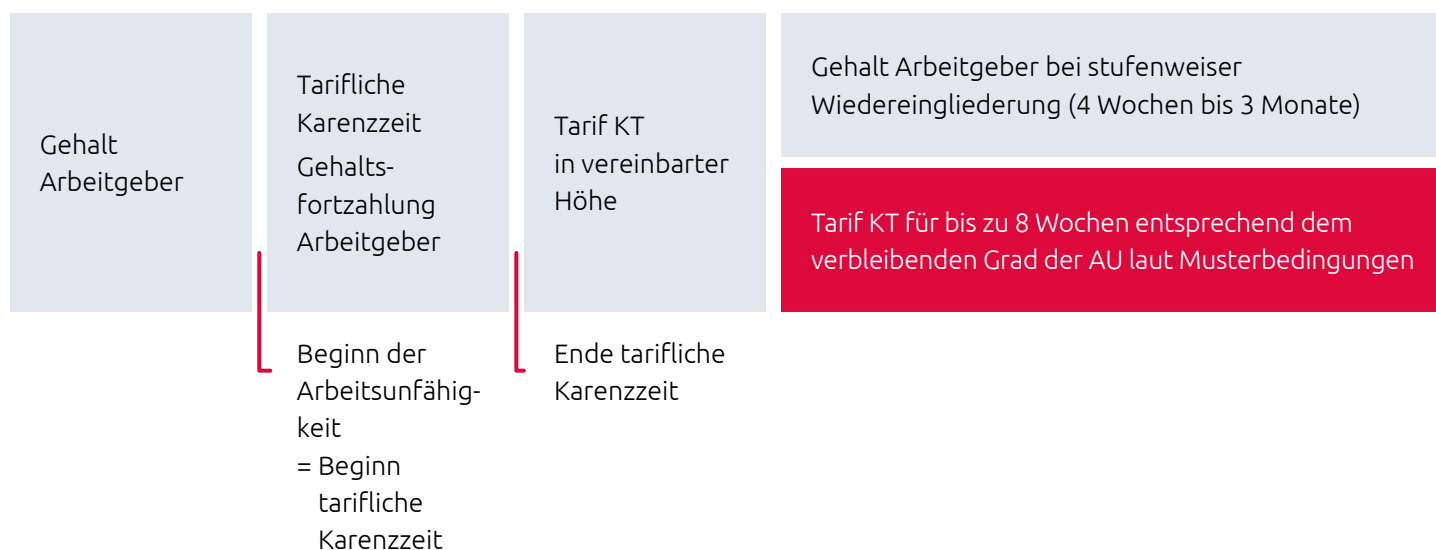 Gehalt
Arbeitgeber
Tarifliche
Karenzzeit
Gehalts-
fortzahlung
Arbeitgeber
Tarif KT
in vereinbarter
Höhe
Gehalt Arbeitgeber bei stufenweiser
Wiedereingliederung (4 Wochen bis 3 Monate)
Tarif KT für bis zu 8 Wochen entsprechend dem
verbleibenden Grad der AU laut Musterbedingungen
Beginn der
Arbeitsunfähig-
keit
= Beginn
tarifliche
Karenzzeit
Ende tarifliche
Karenzzeit